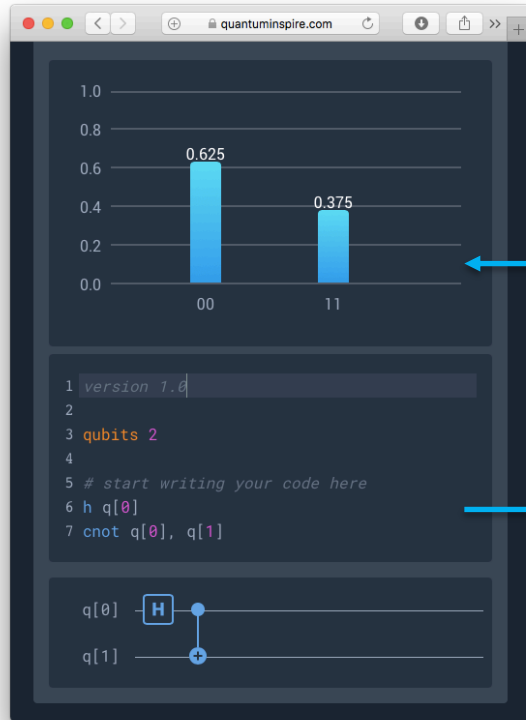 quantuminspire.com
1.0
0.8
0.6
0.4
0.2
0.0
0.625
0.375
00
11
1 version 1.0
2
3 qubits 2
4
5 # start writing your code here
6 h q[0]
7 cnot q[0], q[1]
q[0] H
q[1]